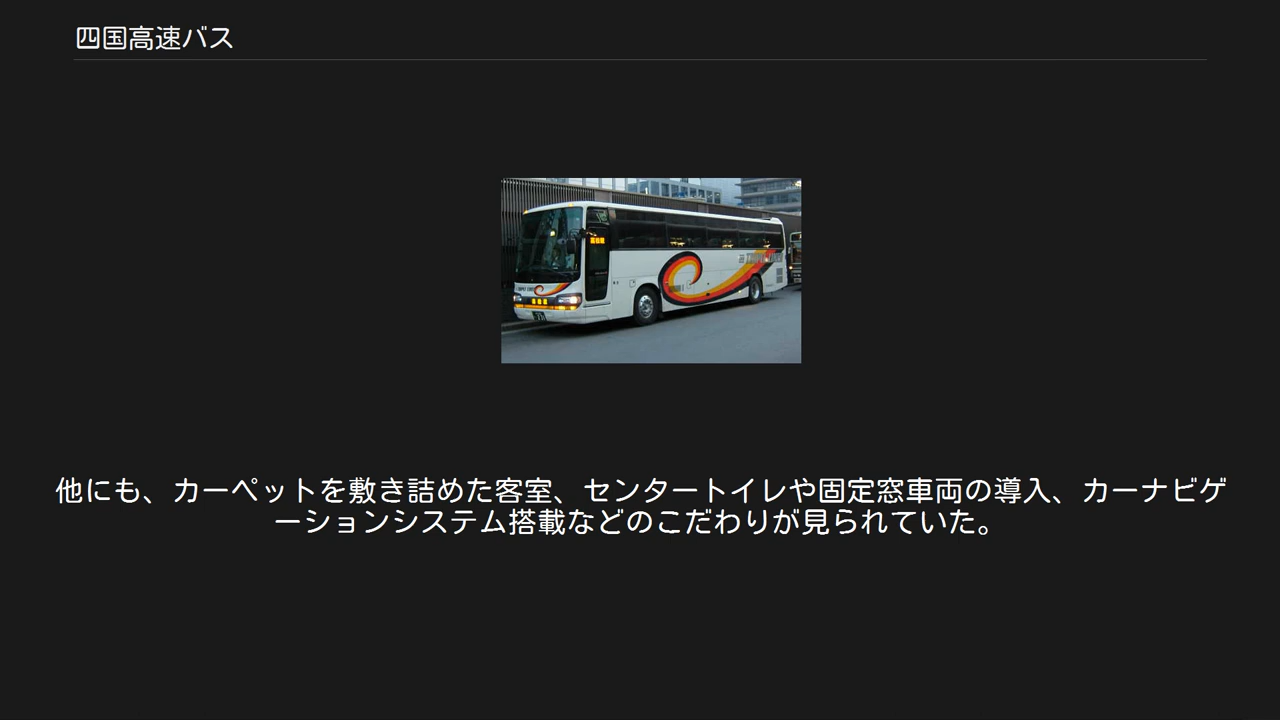 四国高速バス
他にも、カーペットを敷き詰めた客室、センタートイレや固定窓車両の導入、カーナビゲ
ーションシステム搭載などのこだわりが見られていた。